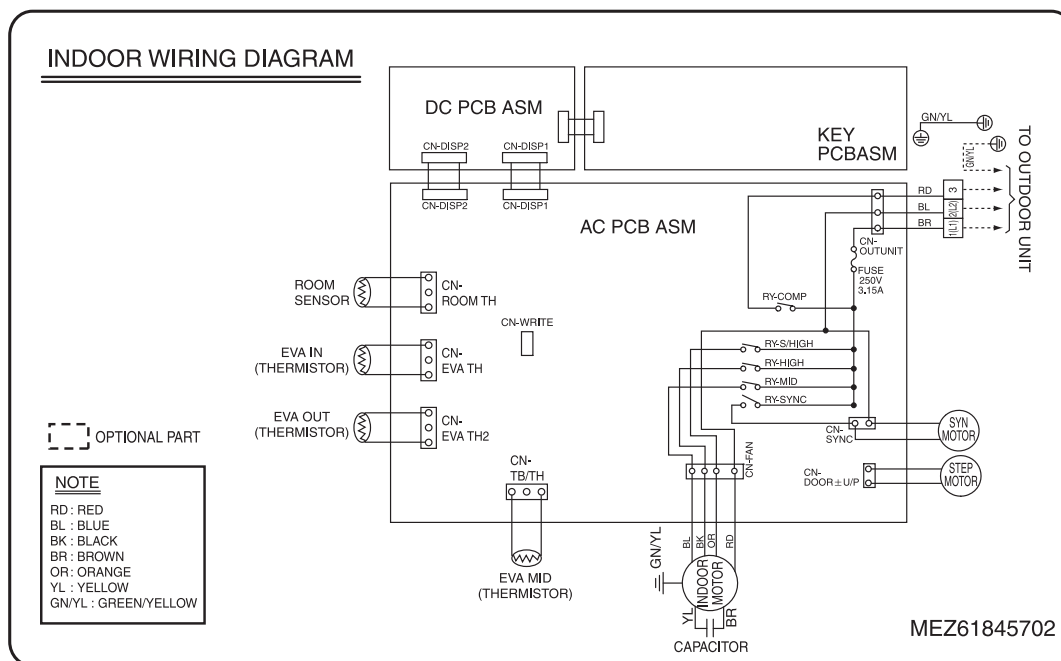 INDOOR WIRING DIAGRAM
DC PCB ASM
KEY
PCBASM
CN-DISP2
CN-DISP1
CN-DISP2
CN-DISP1
AC PCB ASM
GN/YL
GN/YL
TO OUTDOOR UNIT
RD
3
BL
2(L2)
BR
1(L1)
CN-
OUTUNIT
FUSE
250V
3.15A
ROOM
SENSOR
CN-
ROOM TH
RY-COMP
CN-WRITE
EVA IN
(THERMISTOR)
CN-
EVA TH
RY-S/HIGH
RY-HIGH
RY-MID
RY-SYNC
EVA OUT
(THERMISTOR)
CN-
EVA TH2
CN-
SYNC
SYN
MOTOR
OPTIONAL PART
CN-
TB/TH
CN-FAN
CN-
DOOR±U/P
STEP
MOTOR
NOTE
RD : RED
BL : BLUE
BK : BLACK
BR : BROWN
OR : ORANGE
YL : YELLOW
GN/YL : GREEN/YELLOW
EVA MID
(THERMISTOR)
GN/YL
BL
BK
OR
RD
INDOOR
MOTOR
YL
BR
CAPACITOR
MEZ61845702